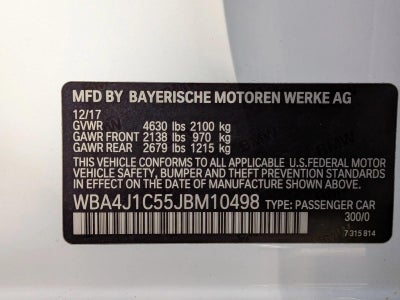 MFD BY BAYERISCHE MOTOREN WERKE AG
12/17
GVWR 4630 lbs 2100 kg
GAWR FRONT 2138 lbs 970 kg
GAWR REAR 2679 lbs 1215 kg
THIS VEHICLE CONFORMS TO ALL APPLICABLE U.S.FEDERAL MOTOR
VEHICLE SAFETY, BUMPER, AND THEFT PREVENTION STANDARDS IN
EFFECT ON THE DATE OF MANUFACTURE SHOWN ABOVE.
WBA4J1C55JBM10498 TYPE: PASSENGER CAR
300/0
7 315 814